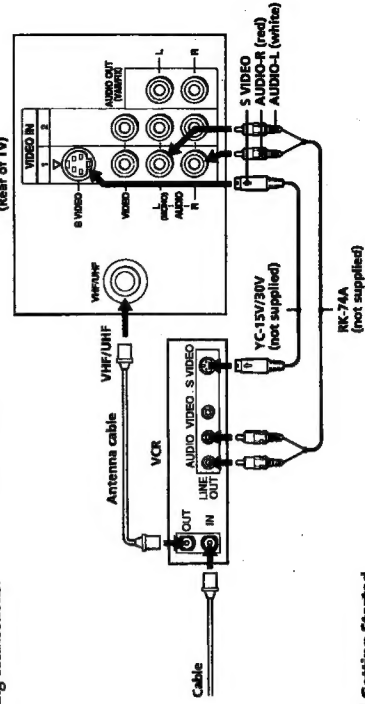 (Rear of TV)
VIDEO IN
1 2
S VIDEO
VIDEO
L
(MONO)
AUDIO
R
AUDIO OUT
(VAR/FIX)
L
R
VHF/UHF
VHF/UHF
Antenna cable
VCR
OUT
IN
LINE
OUT
AUDIO VIDEO S VIDEO
Cable
S VIDEO
AUDIO-R (red)
AUDIO-L (white)
YC-15V/30V
(not supplied)
RK-74A
(not supplied)
Getting Started